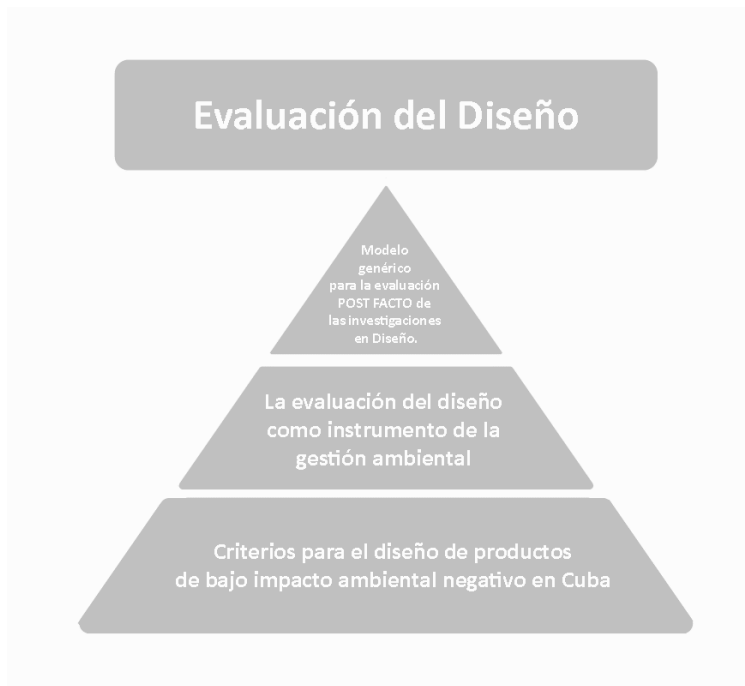 Evaluación del Diseño
Modelo
genérico
para la evaluación
POST FACTO de
las investigaciones
en Diseño.
La evaluación del diseño
como instrumento de la
gestión ambiental
Criterios para el diseño de productos
de bajo impacto ambiental negativo en Cuba